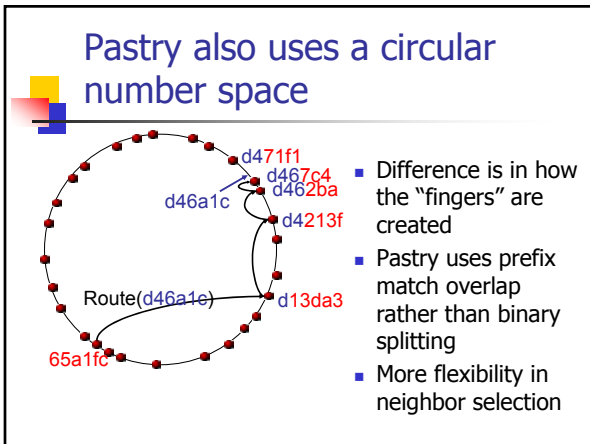 Pastry also uses a circular
number space
d471f1
d467c4
d462ba
d46a1c
d4213f
Route(d46a1c)
d13da3
65a1fc
Difference is in how
the “fingers” are
created
Pastry uses prefix
match overlap
rather than binary
splitting
More flexibility in
neighbor selection